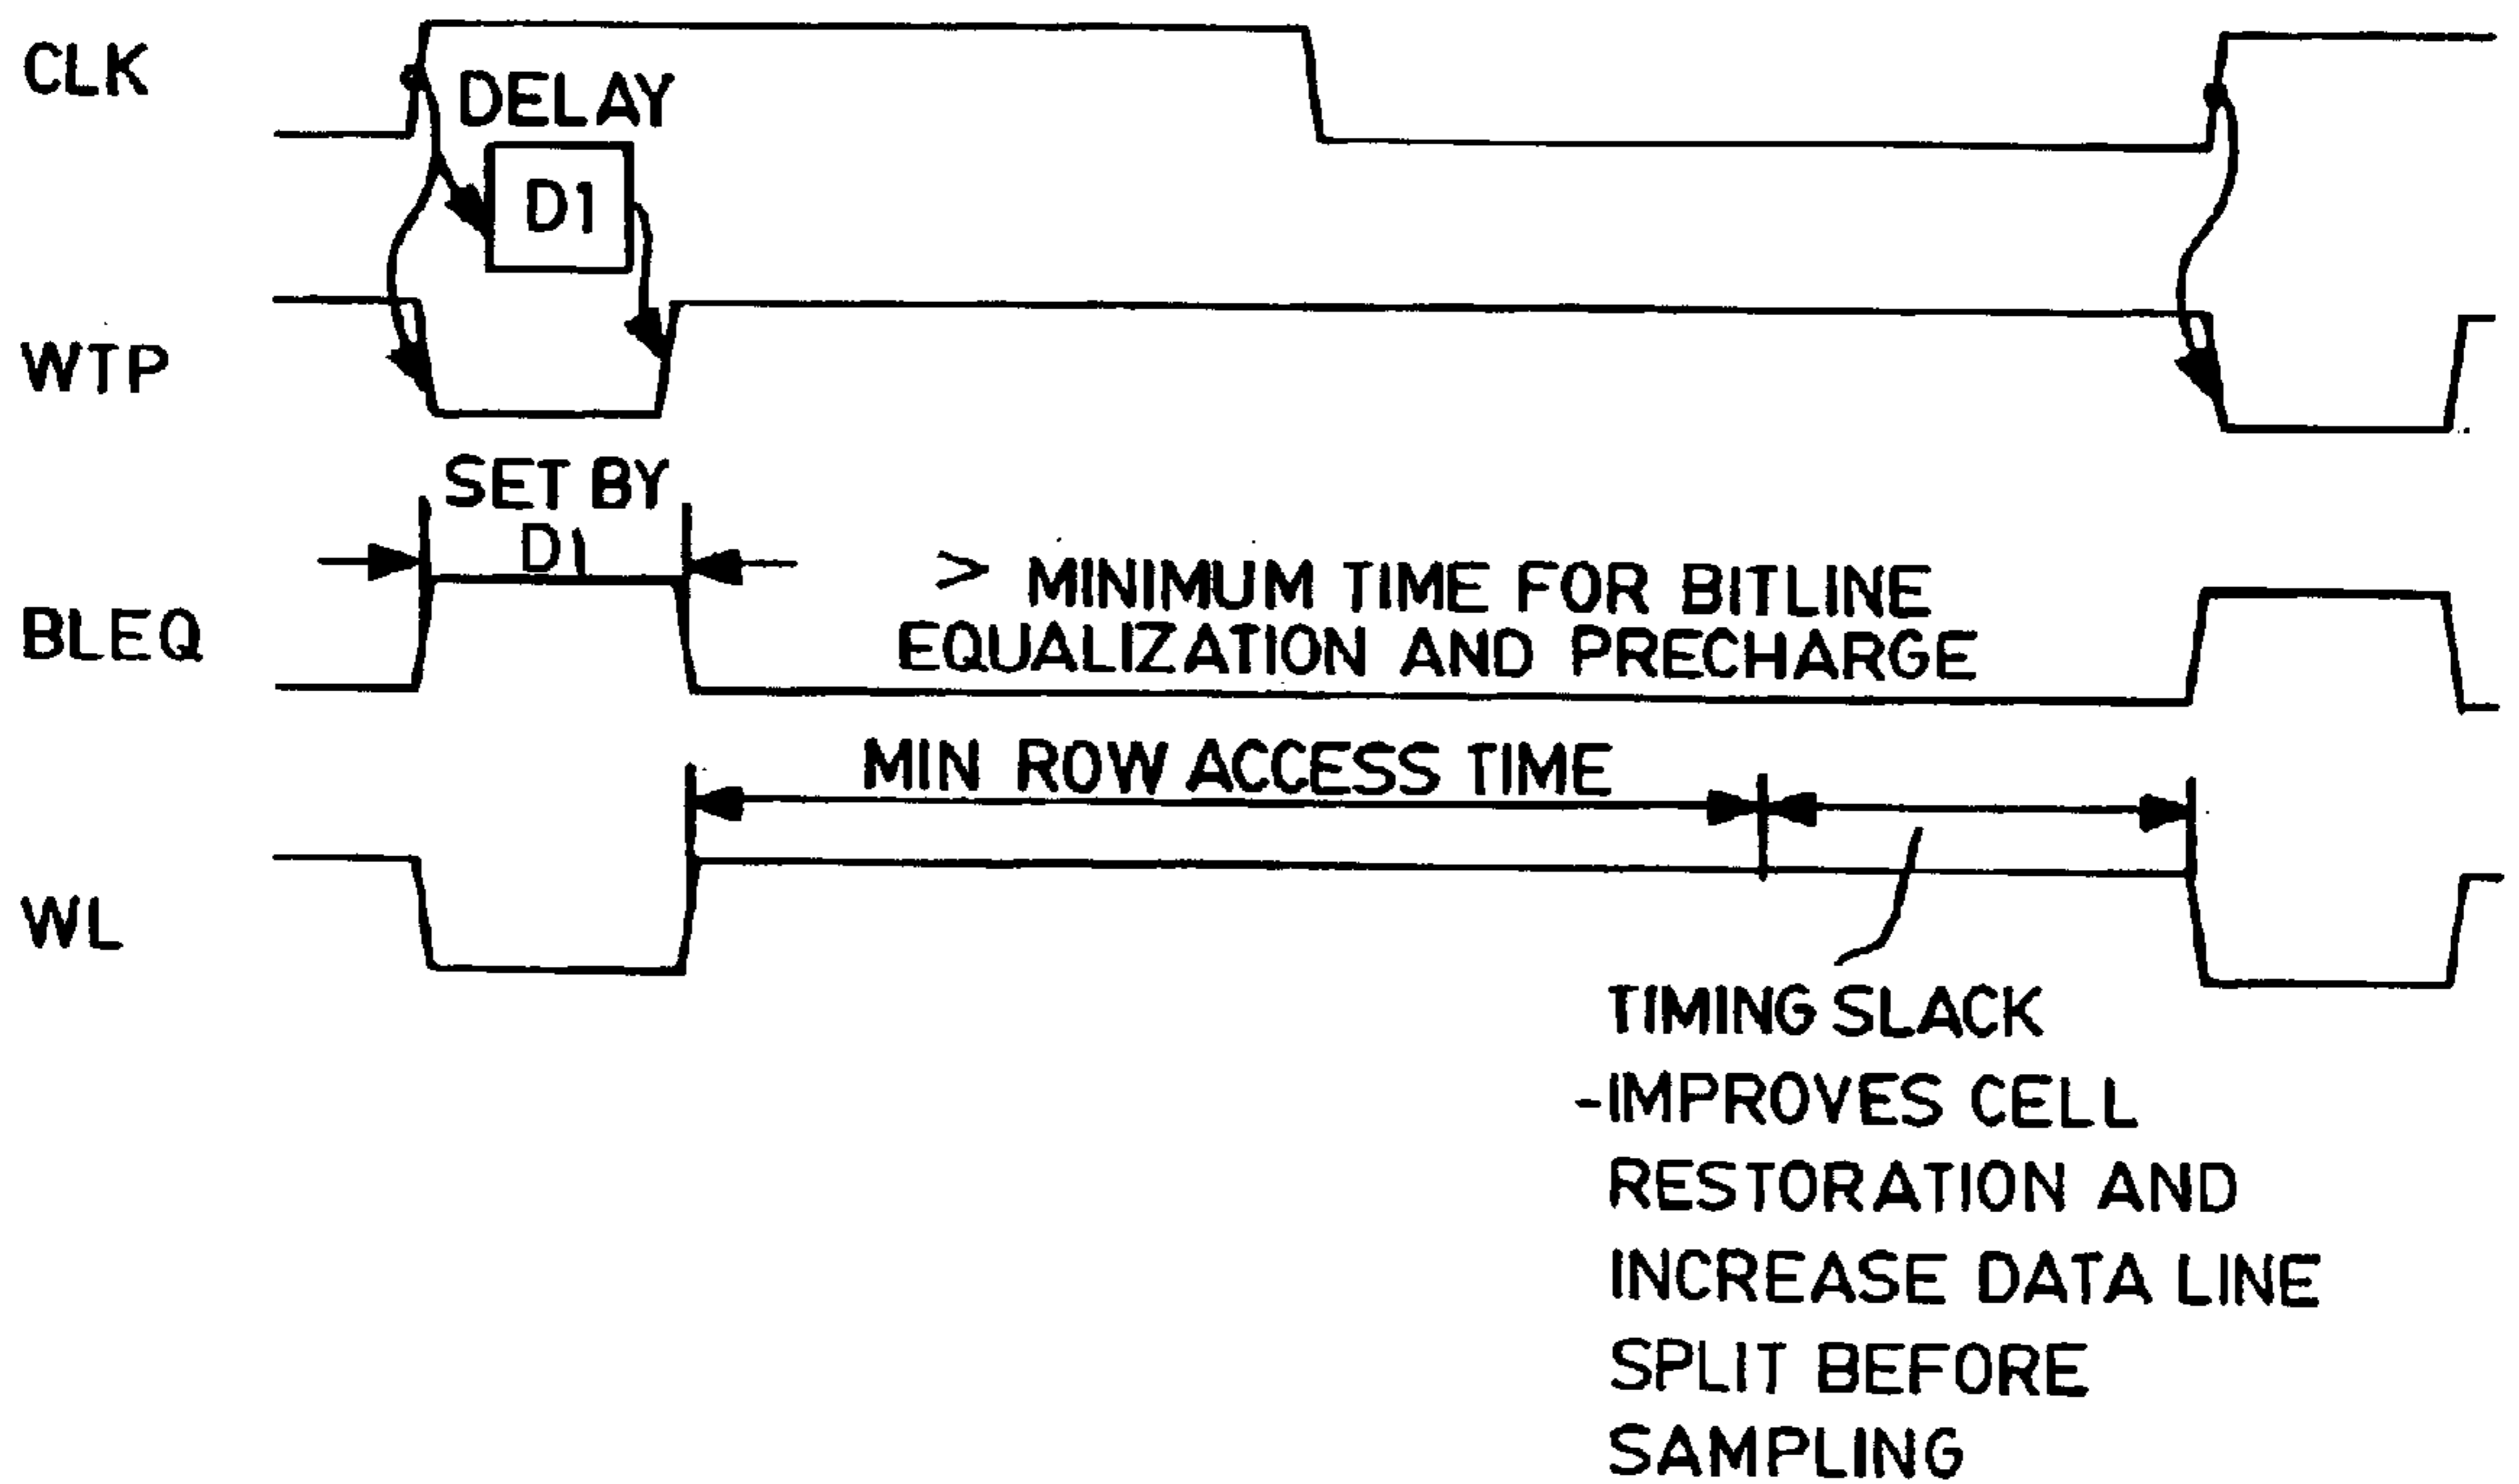 CLK
DELAY
D1
WTP
SET BY
D1
BLEQ
> MINIMUM TIME FOR BITLINE
EQUALIZATION AND PRECHARGE
MIN ROW ACCESS TIME
WL
TIMING SLACK
-IMPROVES CELL
RESTORATION AND
INCREASE DATA LINE
SPLIT BEFORE
SAMPLING